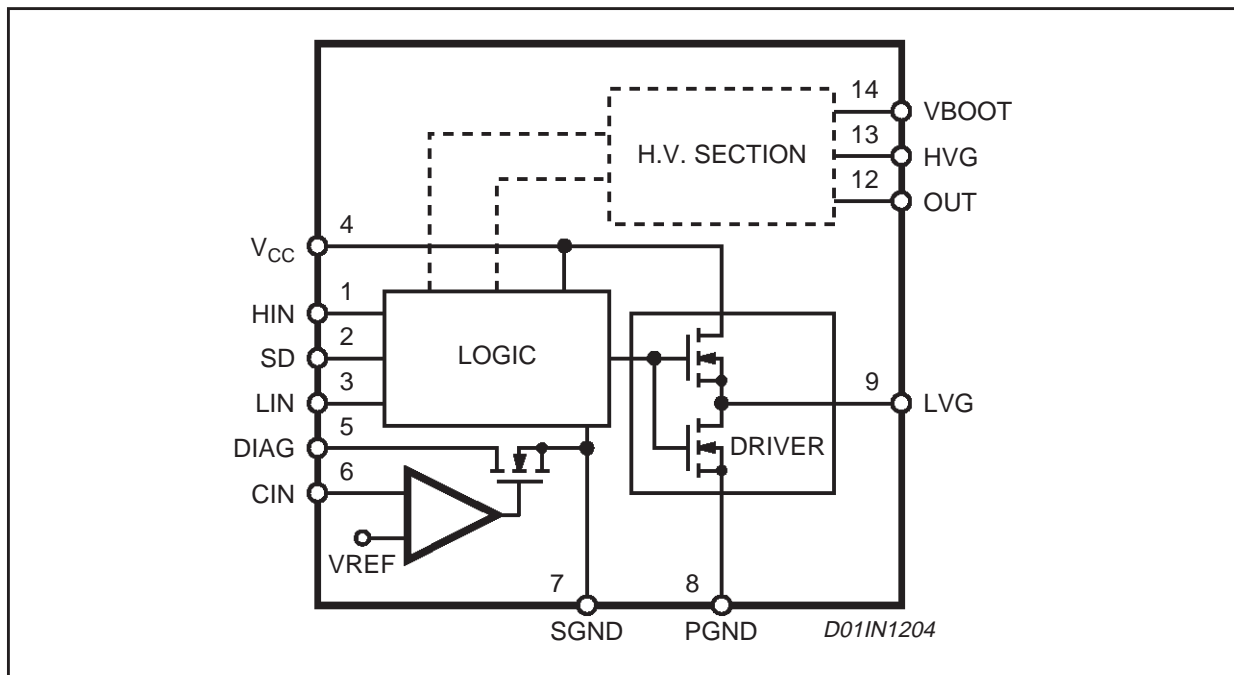 14
VBOOT
H.V. SECTION
13
HVG
12
OUT
4
VCC
1
HIN
2
SD
LOGIC
3
LIN
9
LVG
5
DIAG
DRIVER
6
CIN
VREF
7
8
SGND
PGND
D01IN1204